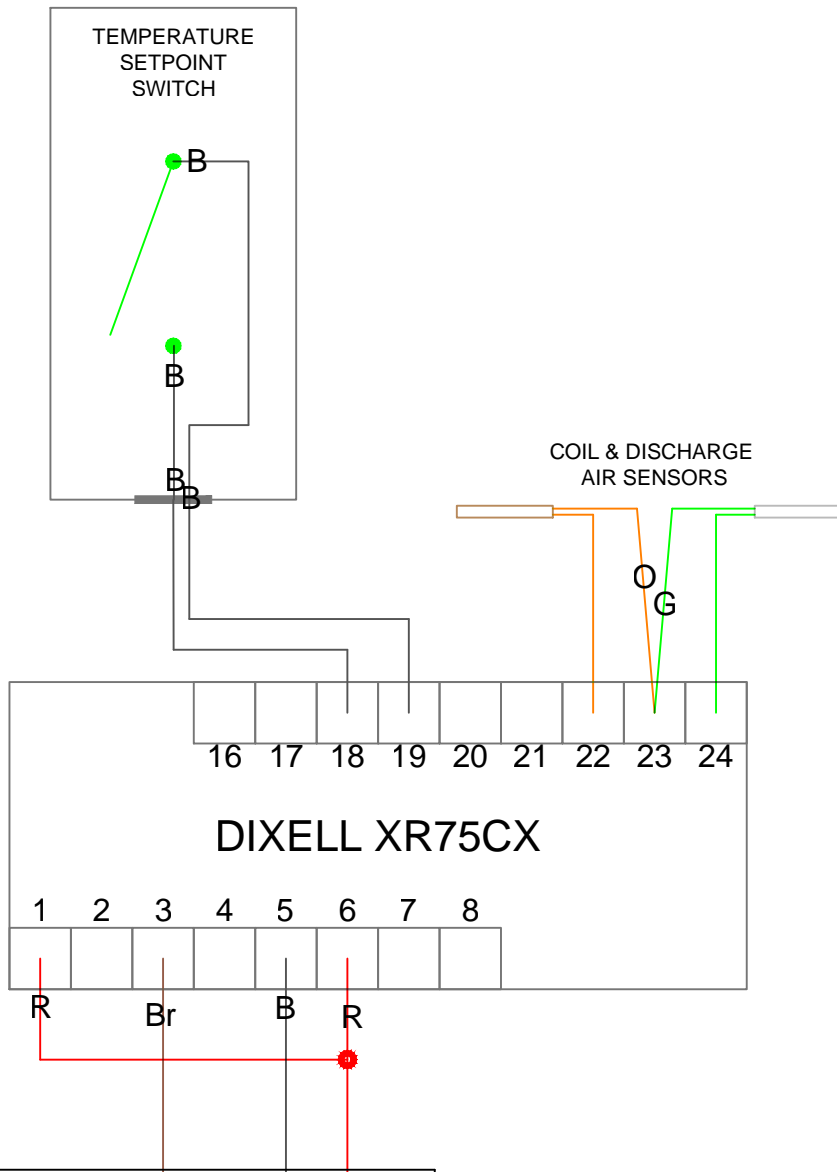 TEMPERATURE
SETPOINT
SWITCH
B
B
B
B
COIL & DISCHARGE
AIR SENSORS
O
G
16 17 18 19 20 21 22 23 24
DIXELL XR75CX
1 2 3 4 5 6 7 8
R Br B R